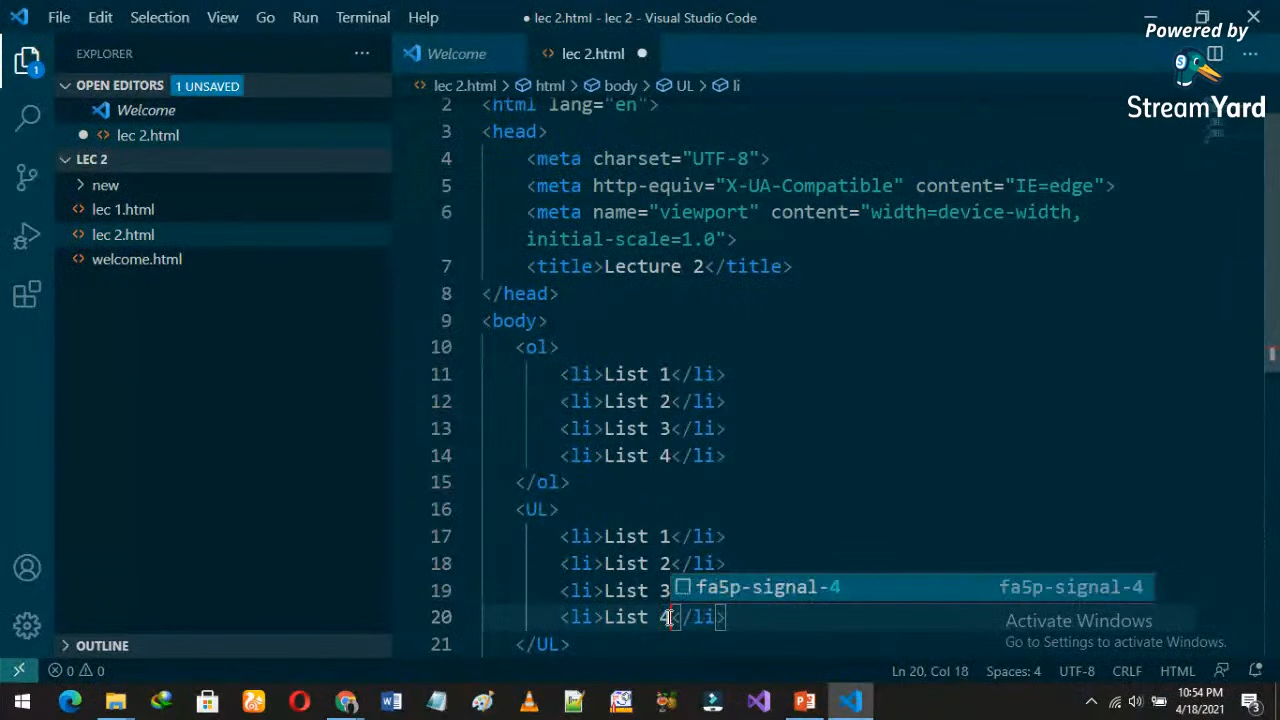 File Edit Selection View Go Run Terminal Help ● lec 2.html - lec 2 - Visual Studio Code
Powered by
StreamYard
EXPLORER ···
Welcome
lec 2.html
OPEN EDITORS 1 UNSAVED
Welcome
lec 2.html
LEC 2
new
lec 1.html
lec 2.html
welcome.html
OUTLINE
1
lec 2.html > html > body > UL > li
2 <html lang="en">
3 <head>
4 <meta charset="UTF-8">
5 <meta http-equiv="X-UA-Compatible" content="IE=edge">
6 <meta name="viewport" content="width=device-width,
initial-scale=1.0">
7 <title>Lecture 2</title>
8 </head>
9 <body>
10 <ol>
11 <li>List 1</li>
12 <li>List 2</li>
13 <li>List 3</li>
14 <li>List 4</li>
15 </ol>
16 <UL>
17 <li>List 1</li>
18 <li>List 2</li>
19 <li>List 3
fa5p-signal-4 fa5p-signal-4
20 <li>List 4</li>
21 </UL>
Activate Windows
Go to Settings to activate Windows.
0 0 Ln 20, Col 18 Spaces: 4 UTF-8 CRLF HTML
10:54 PM
4/18/2021
3